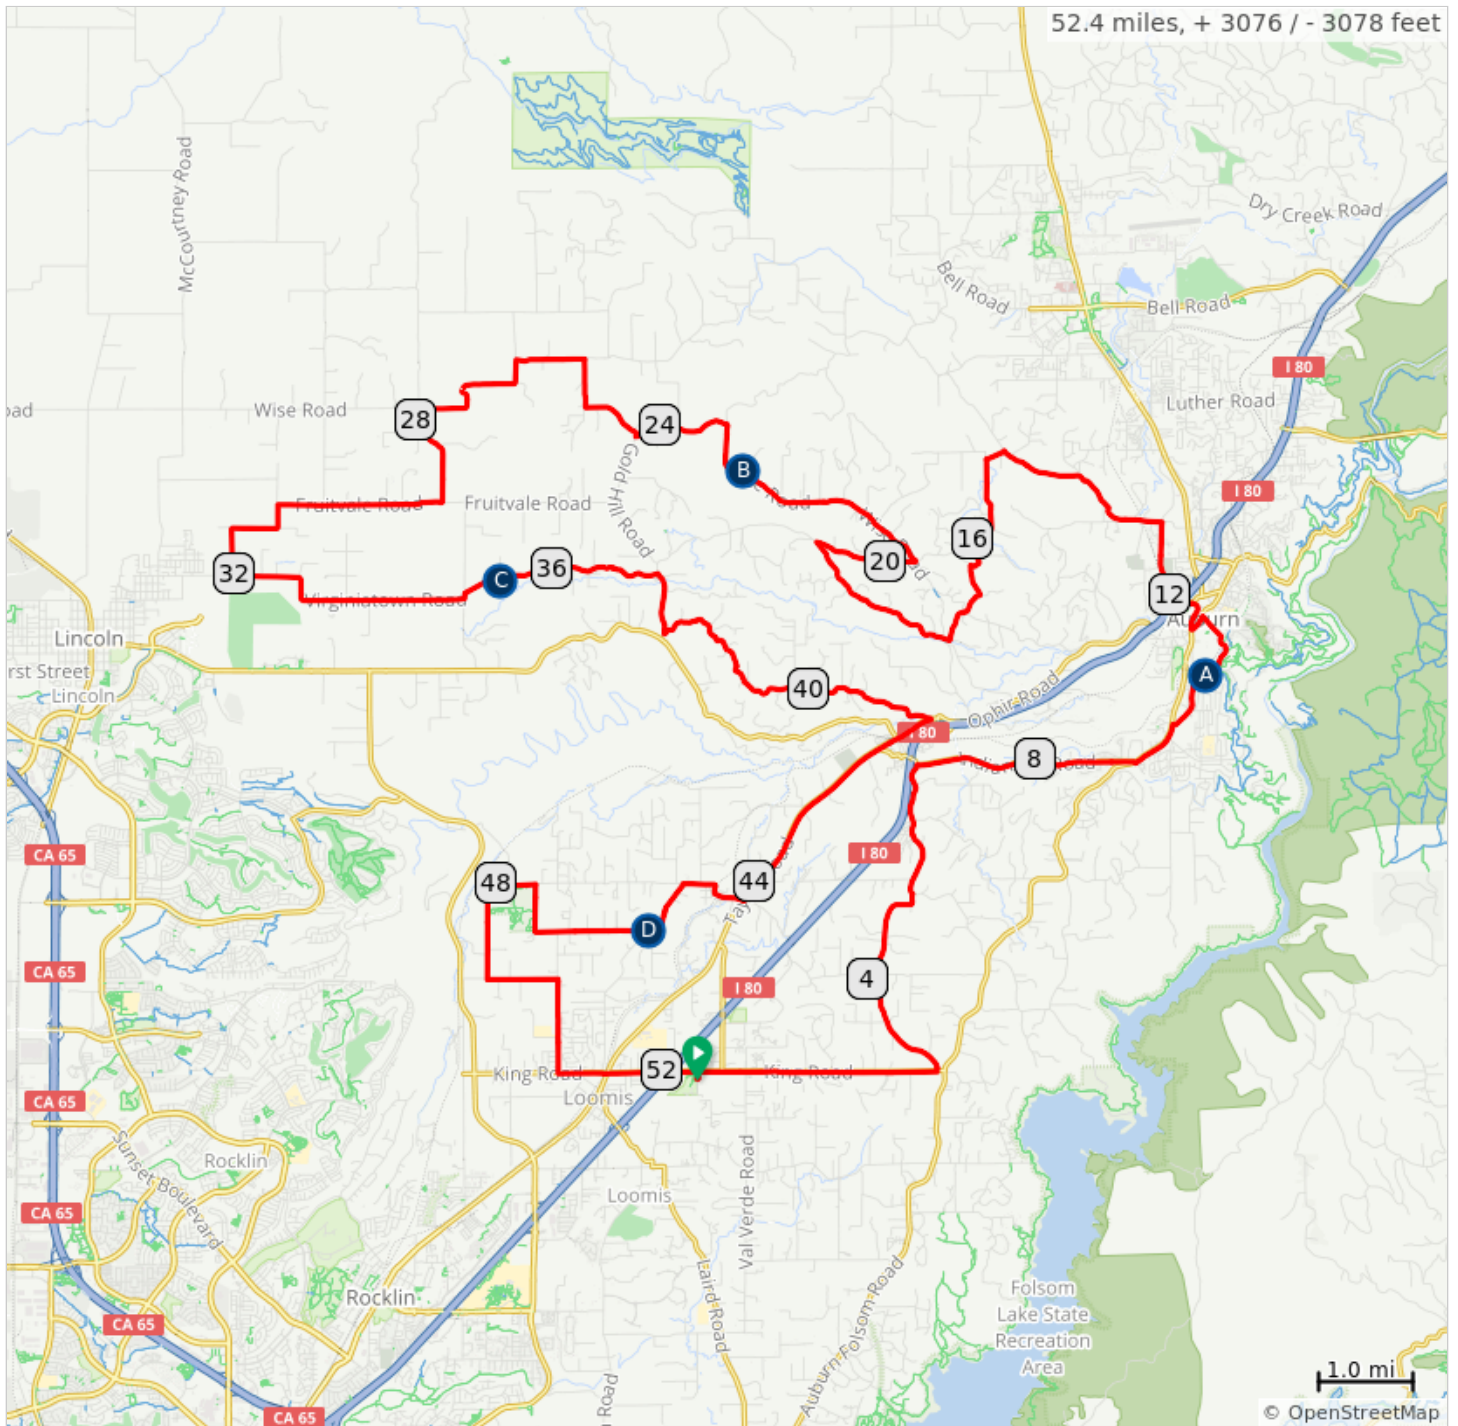 52.4 miles, + 3076 / - 3078 feet
McCourtney Road
Dry Creek Road
Bell Road
Bell Road
I 80
Luther Road
Wise Road
28
24
B
Gold Hill Road
Fruitvale Road
Fruitvale Road
I 80
16
20
36
C
32
Virginiatown Road
12
Auburn
A
Lincoln
Lincoln
40
Ophir Road
I 80
8
CA 65
I 80
48
44
D
CA 65
I 80
4
King Road
52
King Road
Loomis
CA 65
Sunset Boulevard
Rocklin
Loomis
Val Verde Road
CA 65
Laird Road
Auburn Folsom Road
Rocklin
Folsom
Lake State
Recreation
Area
CA 65
Road
1.0 mi
CA 65
© OpenStreetMap